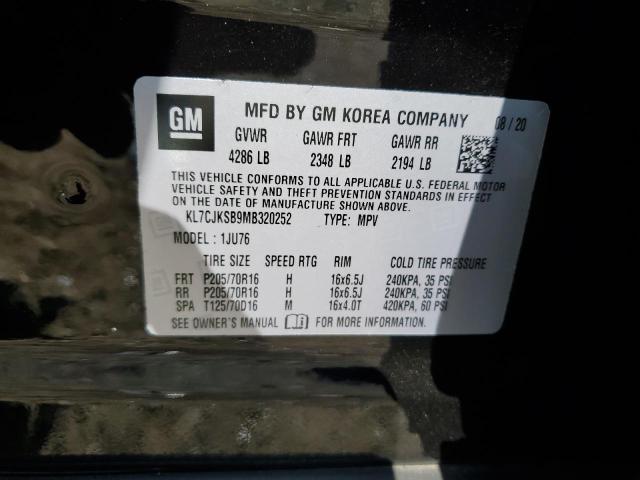 GM
MFD BY GM KOREA COMPANY 08 / 20
GVWR GAWR FRT GAWR RR
4286 LB 2348 LB 2194 LB
THIS VEHICLE CONFORMS TO ALL APPLICABLE U.S. FEDERAL MOTOR
VEHICLE SAFETY AND THEFT PREVENTION STANDARDS IN EFFECT
ON THE DATE OF MANUFACTURE SHOWN ABOVE.
KL7CJKSB9MB320252 TYPE: MPV
MODEL : 1JU76
TIRE SIZE SPEED RTG RIM COLD TIRE PRESSURE
FRT P205/70R16 H 16x6.5J 240KPA, 35 PSI
RR P205/70R16 H 16x6.5J 240KPA, 35 PSI
SPA T125/70D16 M 16x4.0T 420KPA, 60 PSI
SEE OWNER'S MANUAL FOR MORE INFORMATION.